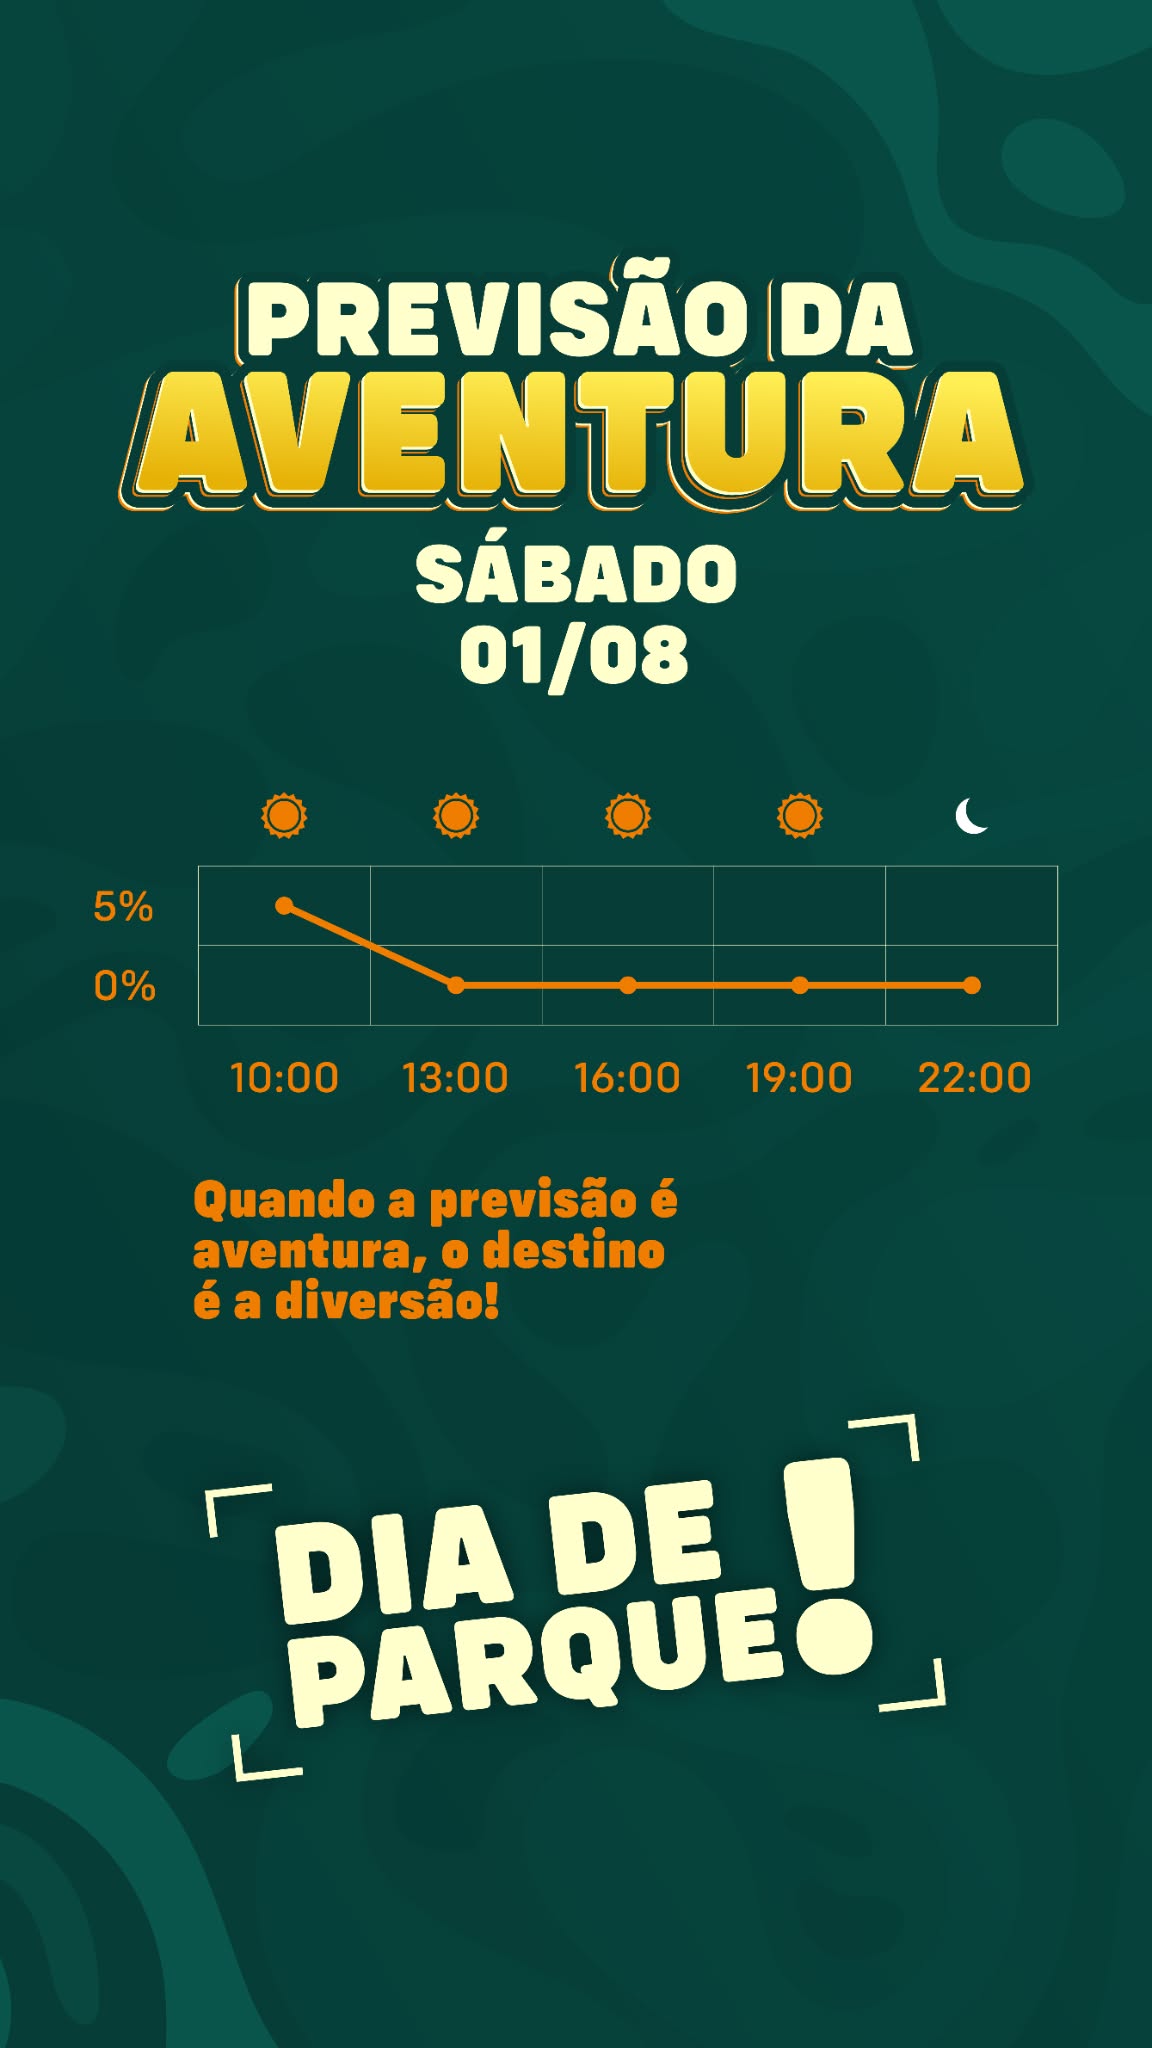 PREVISÃO DA
AVENTURA
SÁBADO
01/08
5%
0%
10:00 13:00 16:00 19:00 22:00
Quando a previsão é
aventura, o destino
é a diversão!
DIA DE
PARQUE!